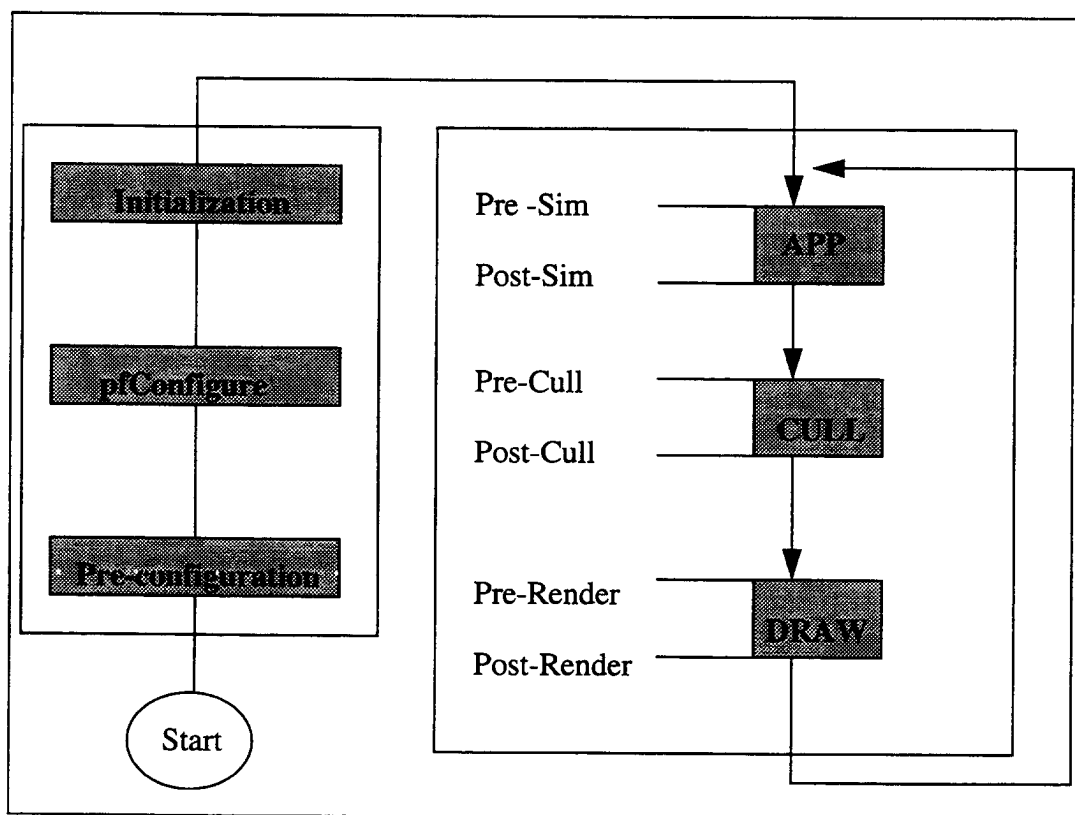 Initialization
pfConfigure
Pre-configuration
Start
Pre -Sim
APP
Post-Sim
Pre-Cull
CULL
Post-Cull
Pre-Render
DRAW
Post-Render